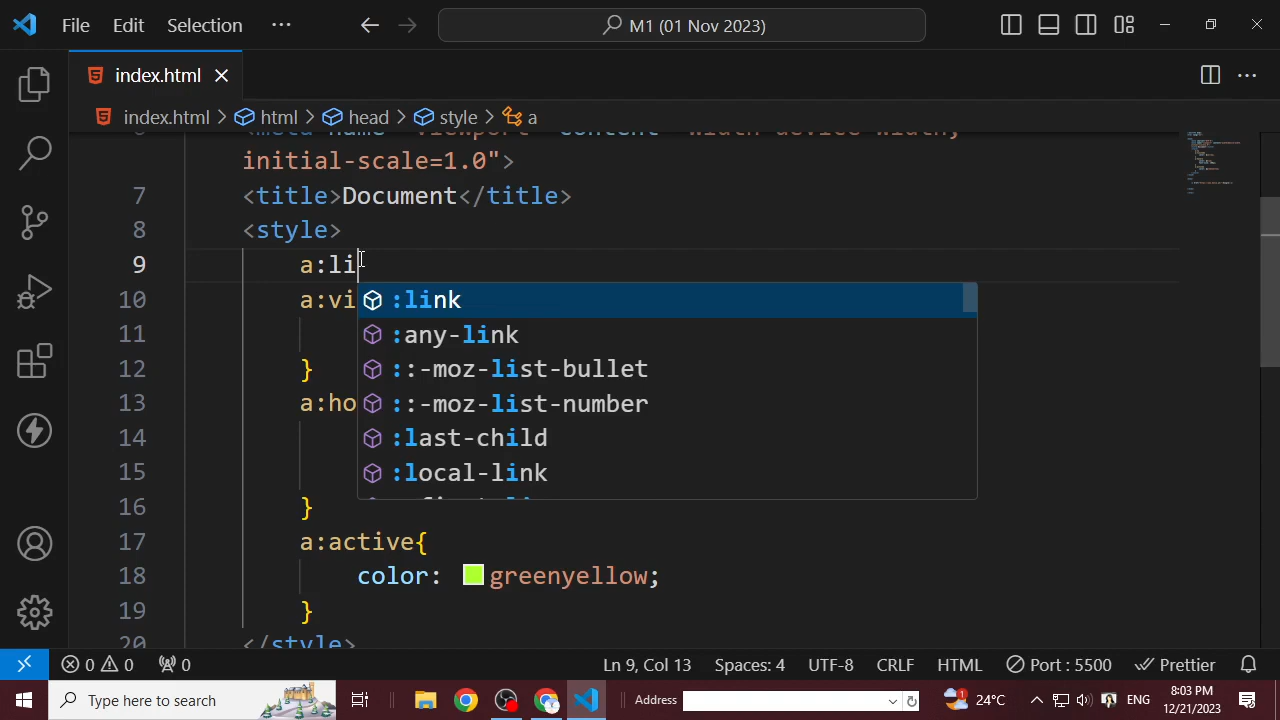 File Edit Selection ··· M1 (01 Nov 2023)
index.html
index.html > html > head > style > a
initial-scale=1.0">
7 <title>Document</title>
8 <style>
9 a:li
10 a:vi
:link
:any-link
11
::-moz-list-bullet
12 }
::-moz-list-number
13 a:ho
:last-child
14
:local-link
15
16 }
17 a:active{
18 color: greenyellow;
19 }
20 </style>
0 0 0 Ln 9, Col 13 Spaces: 4 UTF-8 CRLF HTML Port : 5500 Prettier
Type here to search Address 1 24°C ENG 8:03 PM
12/21/2023